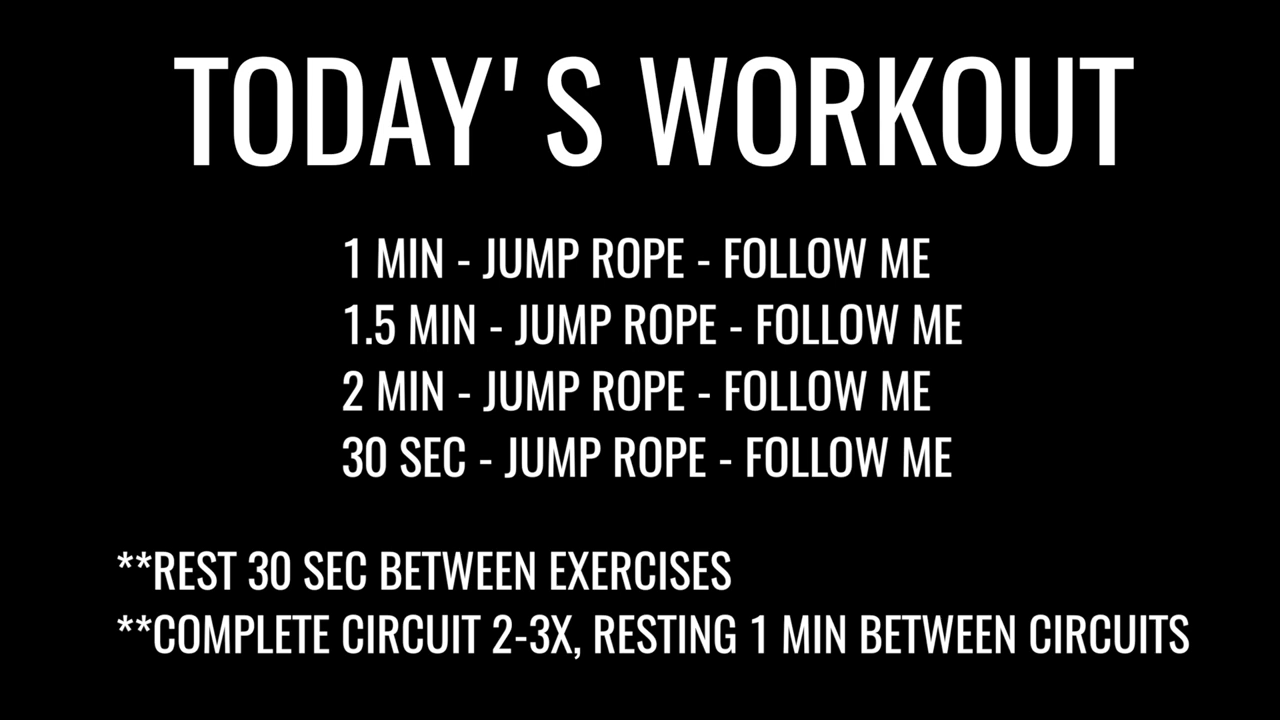 TODAY'S WORKOUT
1 MIN - JUMP ROPE - FOLLOW ME
1.5 MIN - JUMP ROPE - FOLLOW ME
2 MIN - JUMP ROPE - FOLLOW ME
30 SEC - JUMP ROPE - FOLLOW ME
**REST 30 SEC BETWEEN EXERCISES
**COMPLETE CIRCUIT 2-3X, RESTING 1 MIN BETWEEN CIRCUITS